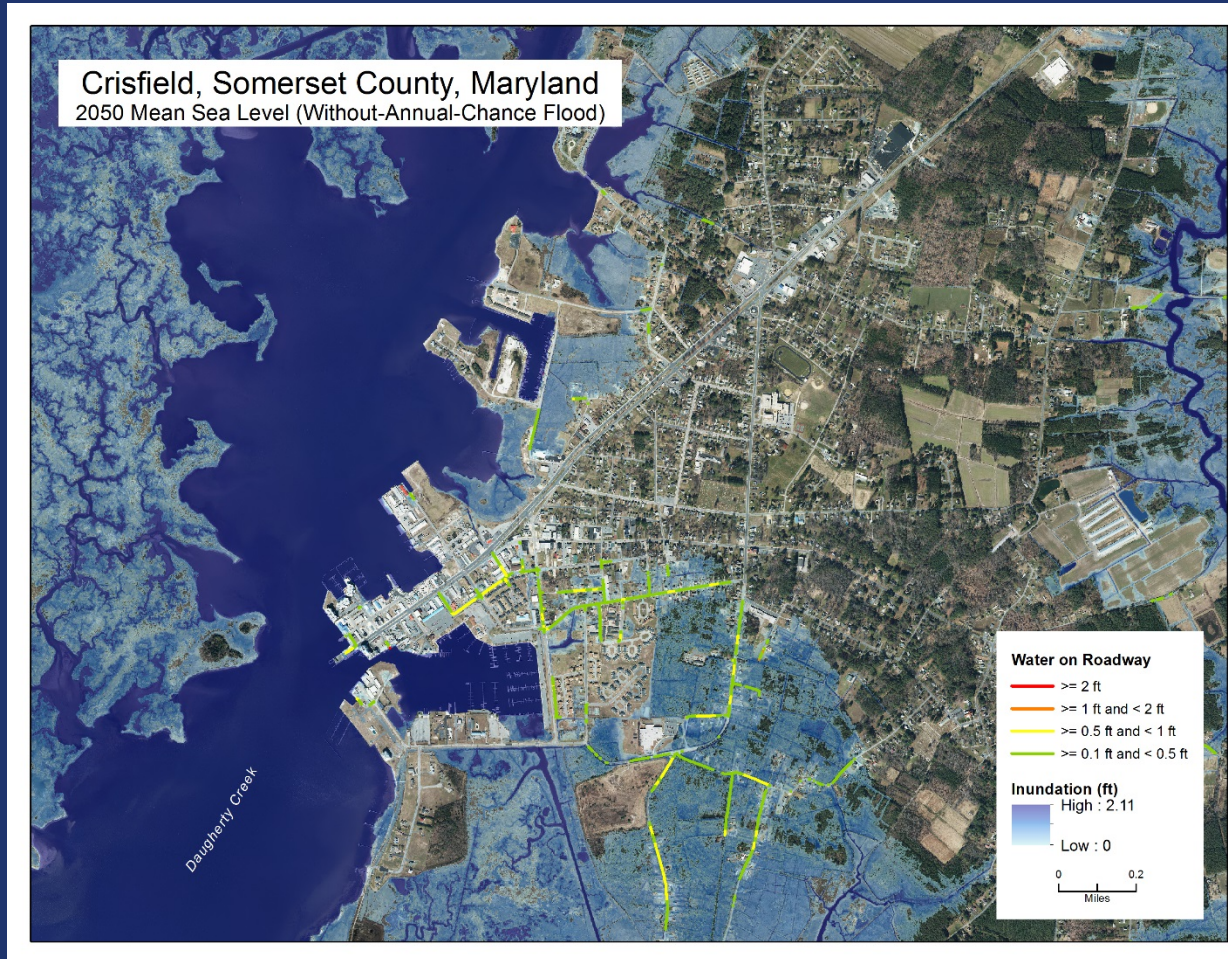 Crisfield, Somerset County, Maryland
2050 Mean Sea Level (Without-Annual-Chance Flood)
Daugherty Creek
Water on Roadway
>= 2 ft
>= 1 ft and < 2 ft
>= 0.5 ft and < 1 ft
>= 0.1 ft and < 0.5 ft
Inundation (ft)
High : 2.11
Low : 0
0 0.2
Miles